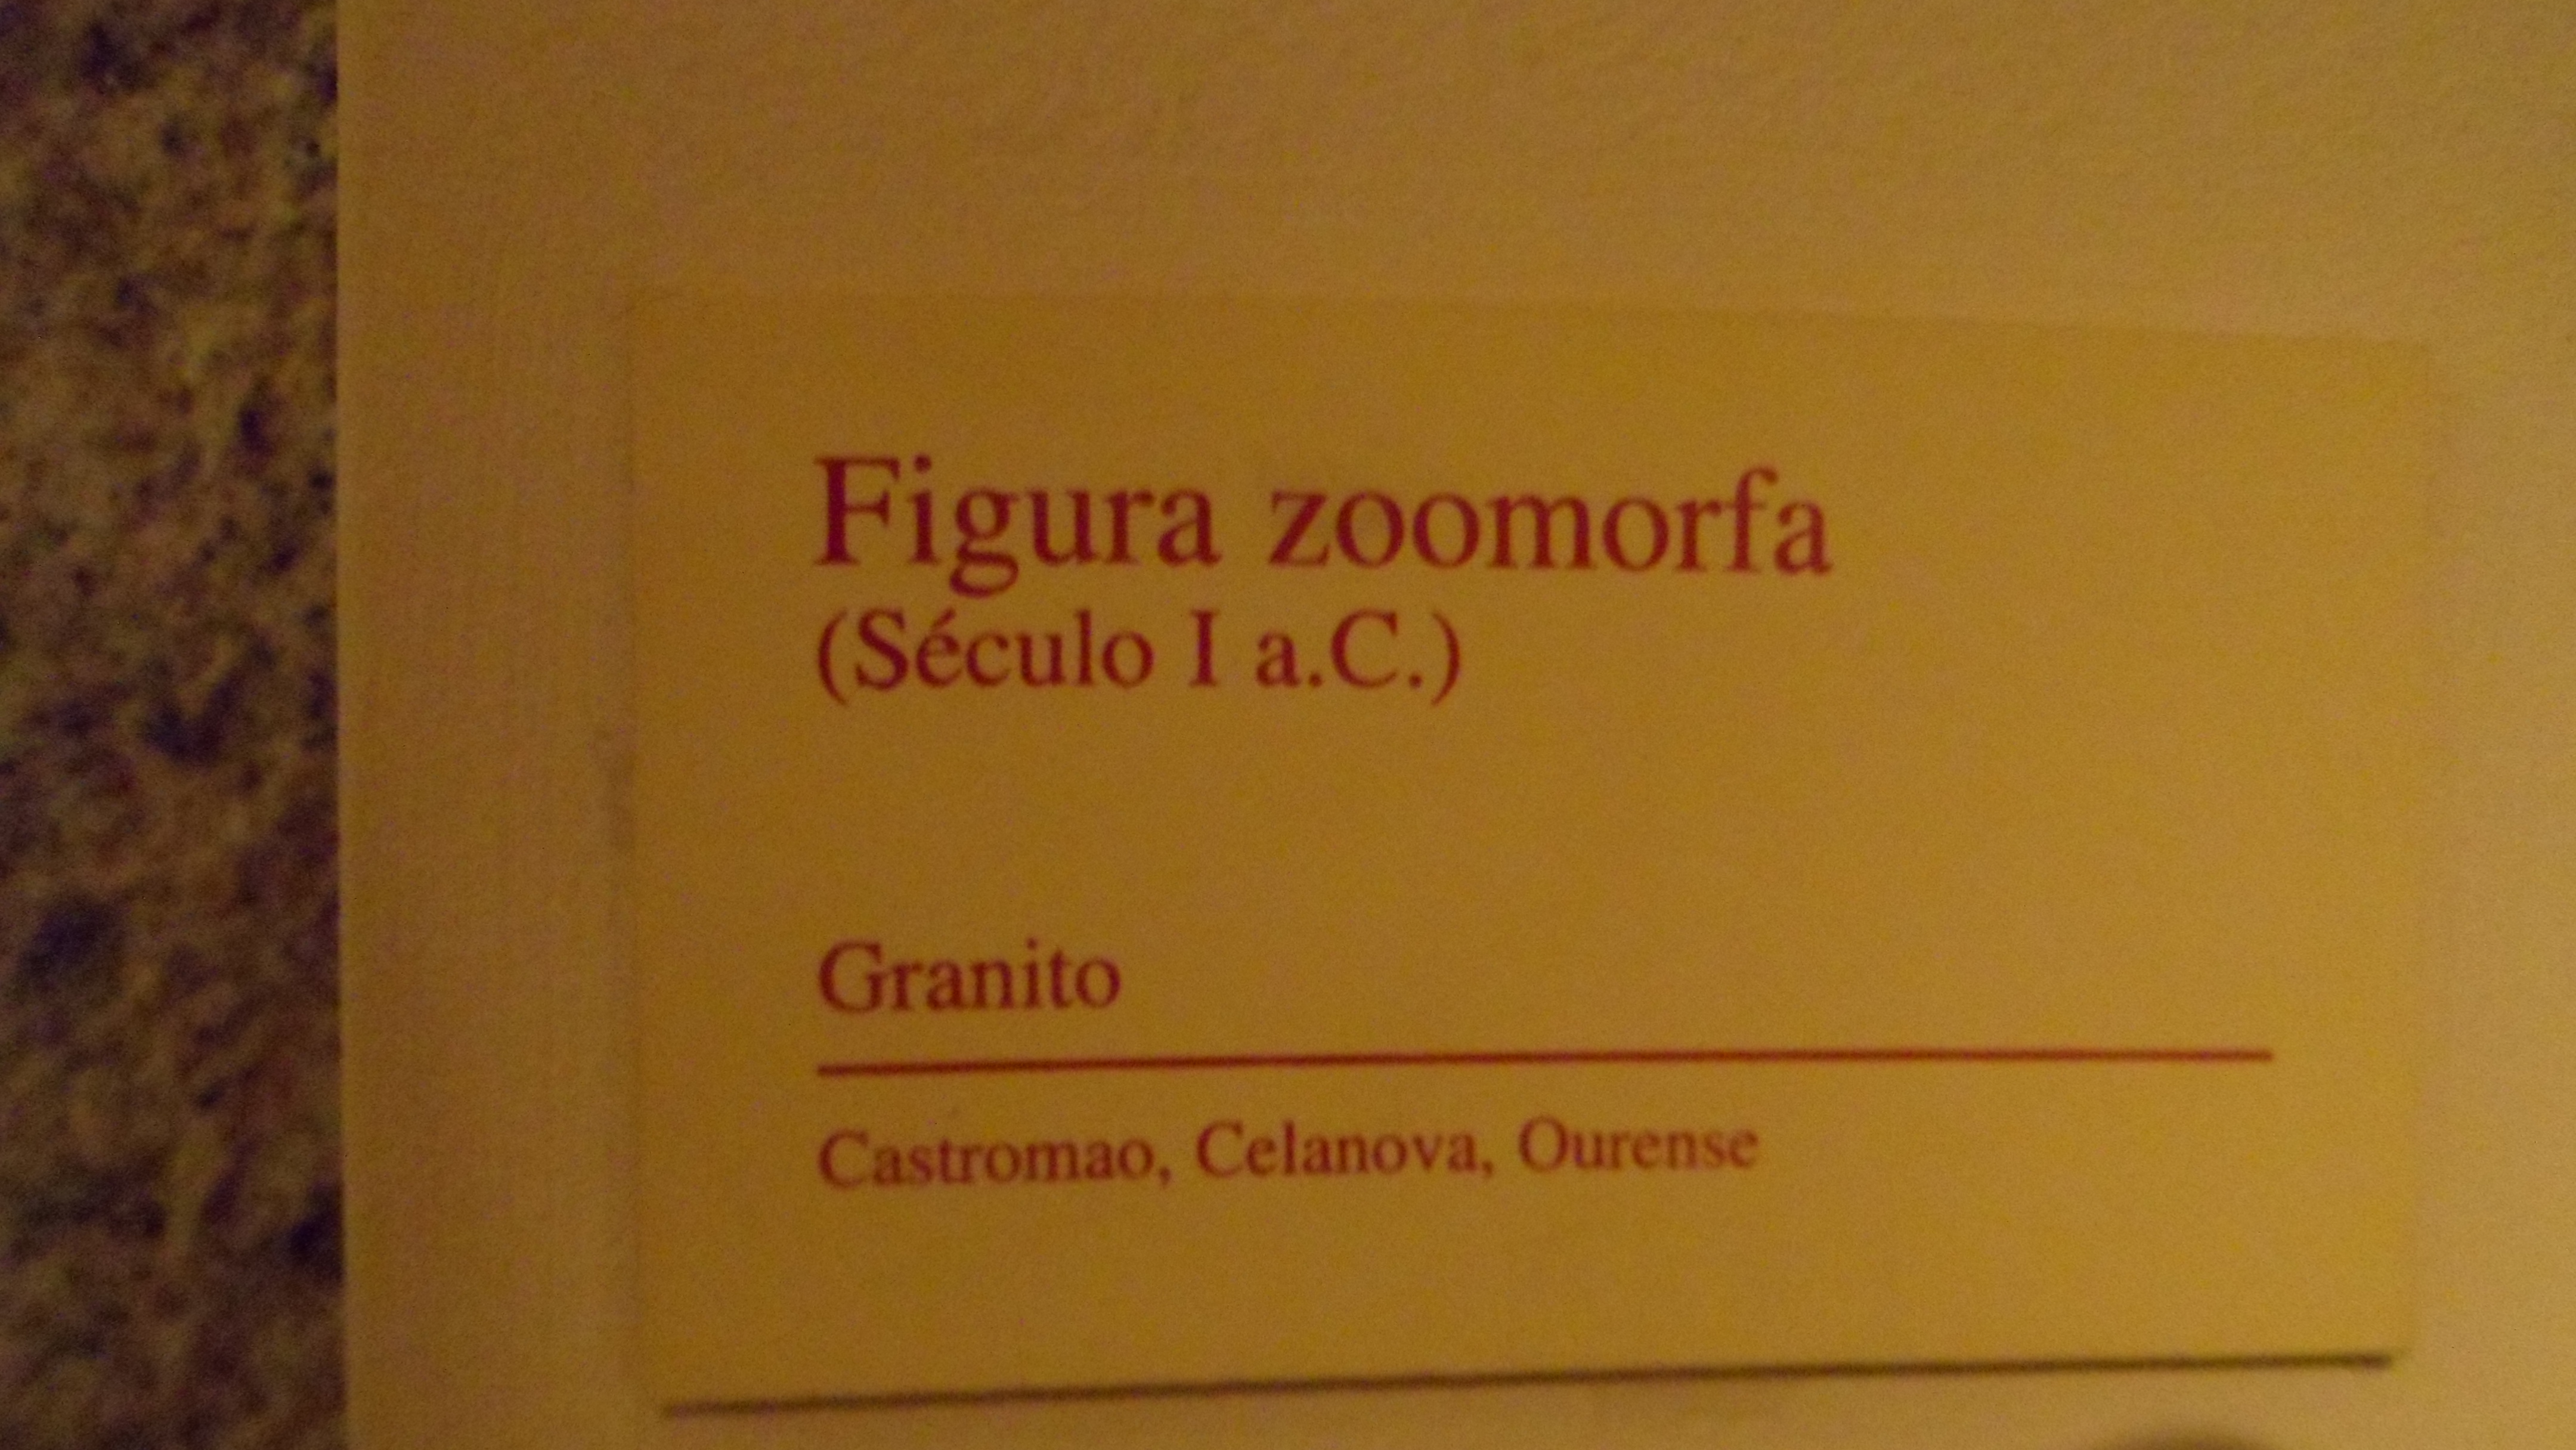 Figura zoomorfa
(Século I a.C.)
Granito
Castromao, Celanova, Ourense